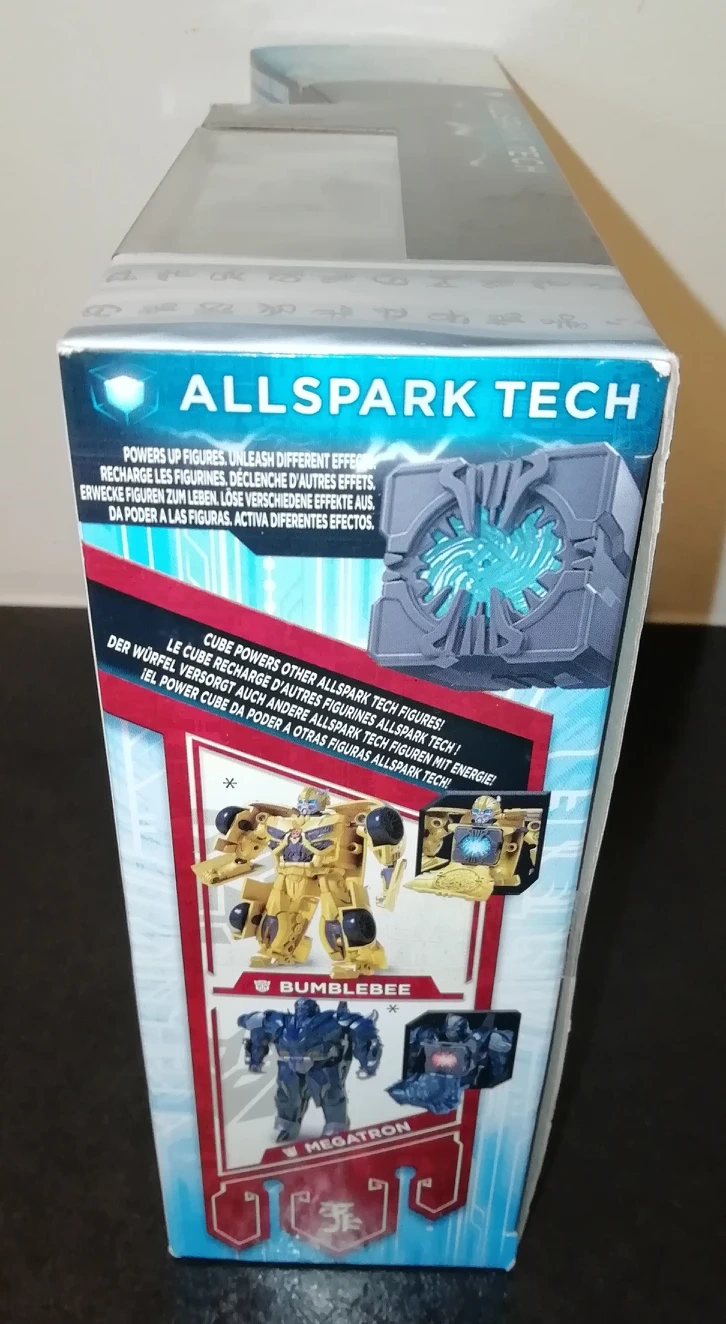 ALLSPARK TECH
ALLSPARK TECH
POWERS UP FIGURES. UNLEASH DIFFERENT
RECHARGE LES FIGURINES. DÉCLENCHE D'AUTRES EFFETS.
ERWECKE FIGUREN ZUM LEBEN. LÖSE VERSCHIEDENE EFFEKTE AUS.
DA PODER A LAS FIGURAS. ACTIVA DIFERENTES EFECTOS.
CUBE POWERS OTHER ALLSPARK TECH FIGURES!
LE CUBE RECHARGE D'AUTRES FIGURINES ALLSPARK TECH !
DER WÜRFEL VERSORGT AUCH ANDERE ALLSPARK TECH FIGUREN MIT ENERGIE!
¡EL POWER CUBE DA PODER A OTRAS FIGURAS ALLSPARK TECH!
*
BUMBLEBEE
*
MEGATRON